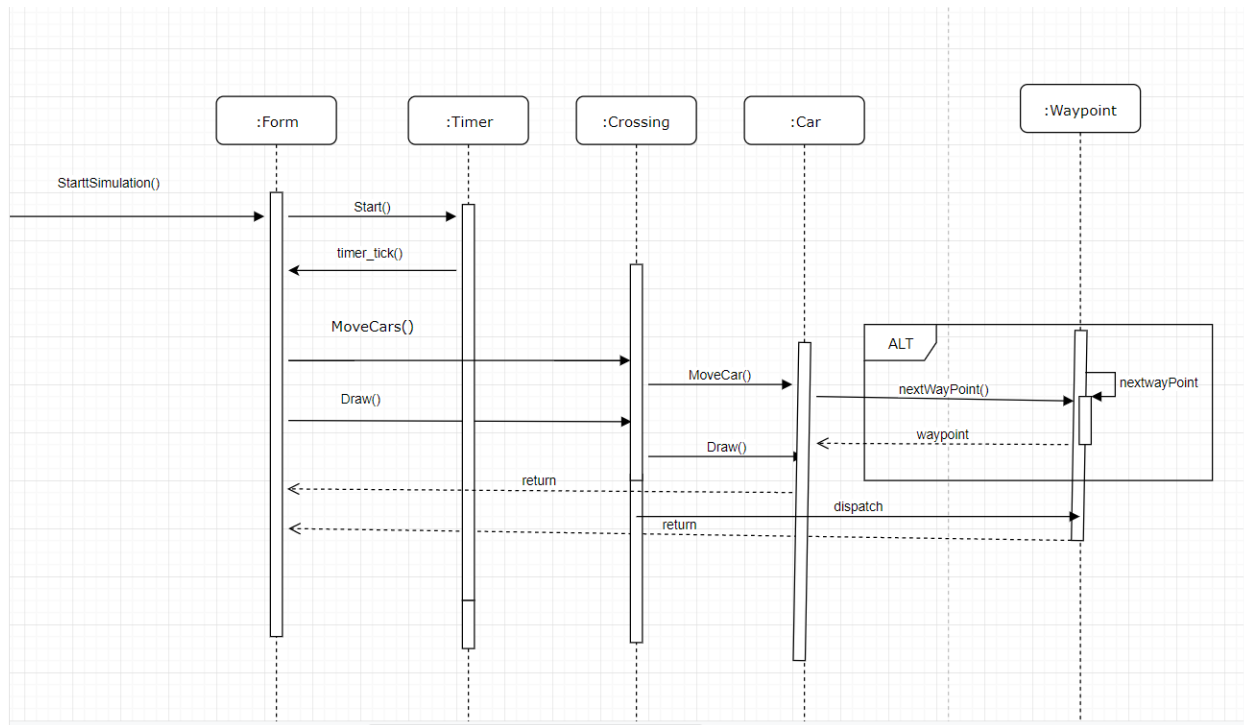 :Form
:Timer
:Crossing
:Car
:Waypoint
StarttSimulation()
Start()
timer_tick()
MoveCars()
ALT
MoveCar()
nextwayPoint
nextWayPoint()
Draw()
waypoint
Draw()
return
dispatch
return